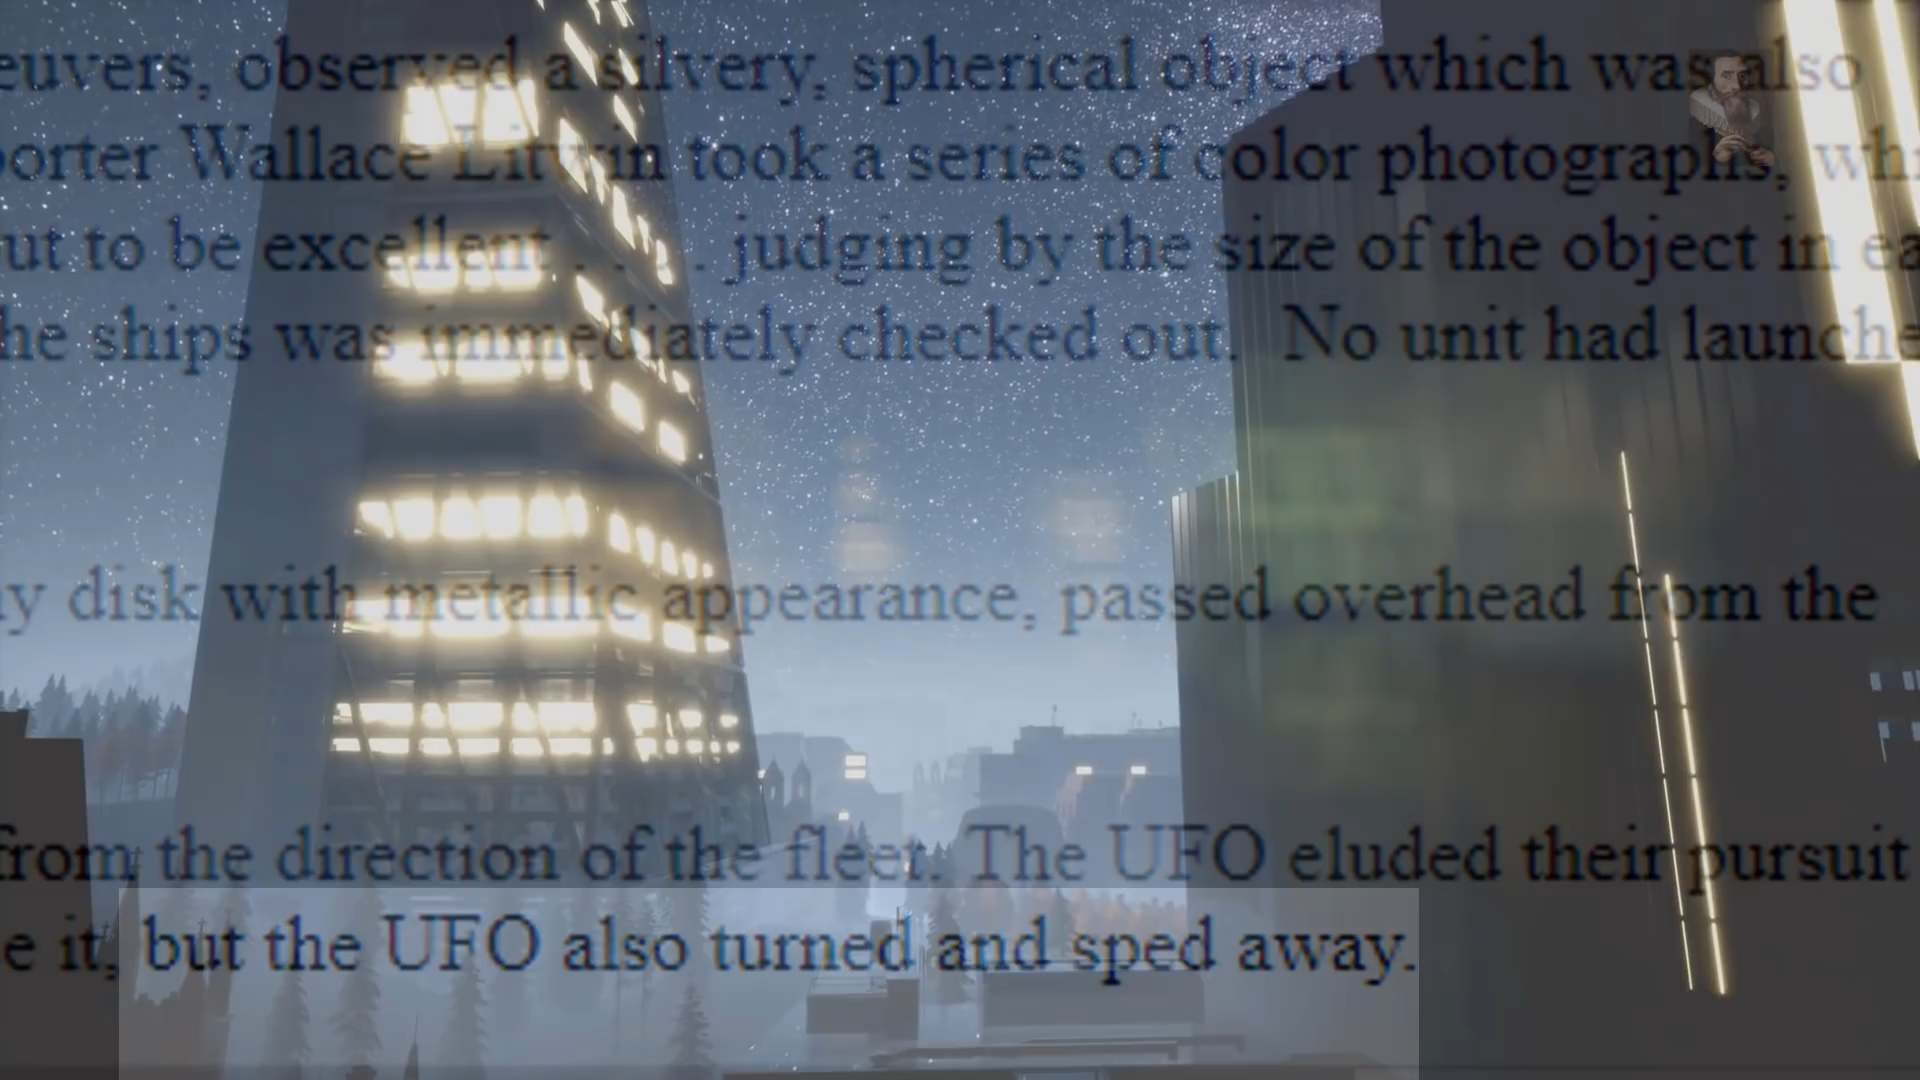 euvers, observed a silvery, spherical object which was also
porter Wallace Litwin took a series of color photographs, whi
ut to be excellent . . . . judging by the size of the object in ea
he ships was immediately checked out. No unit had launche
y disk with metallic appearance, passed overhead from the
from the direction of the fleet. The UFO eluded their pursuit
e it, but the UFO also turned and sped away.